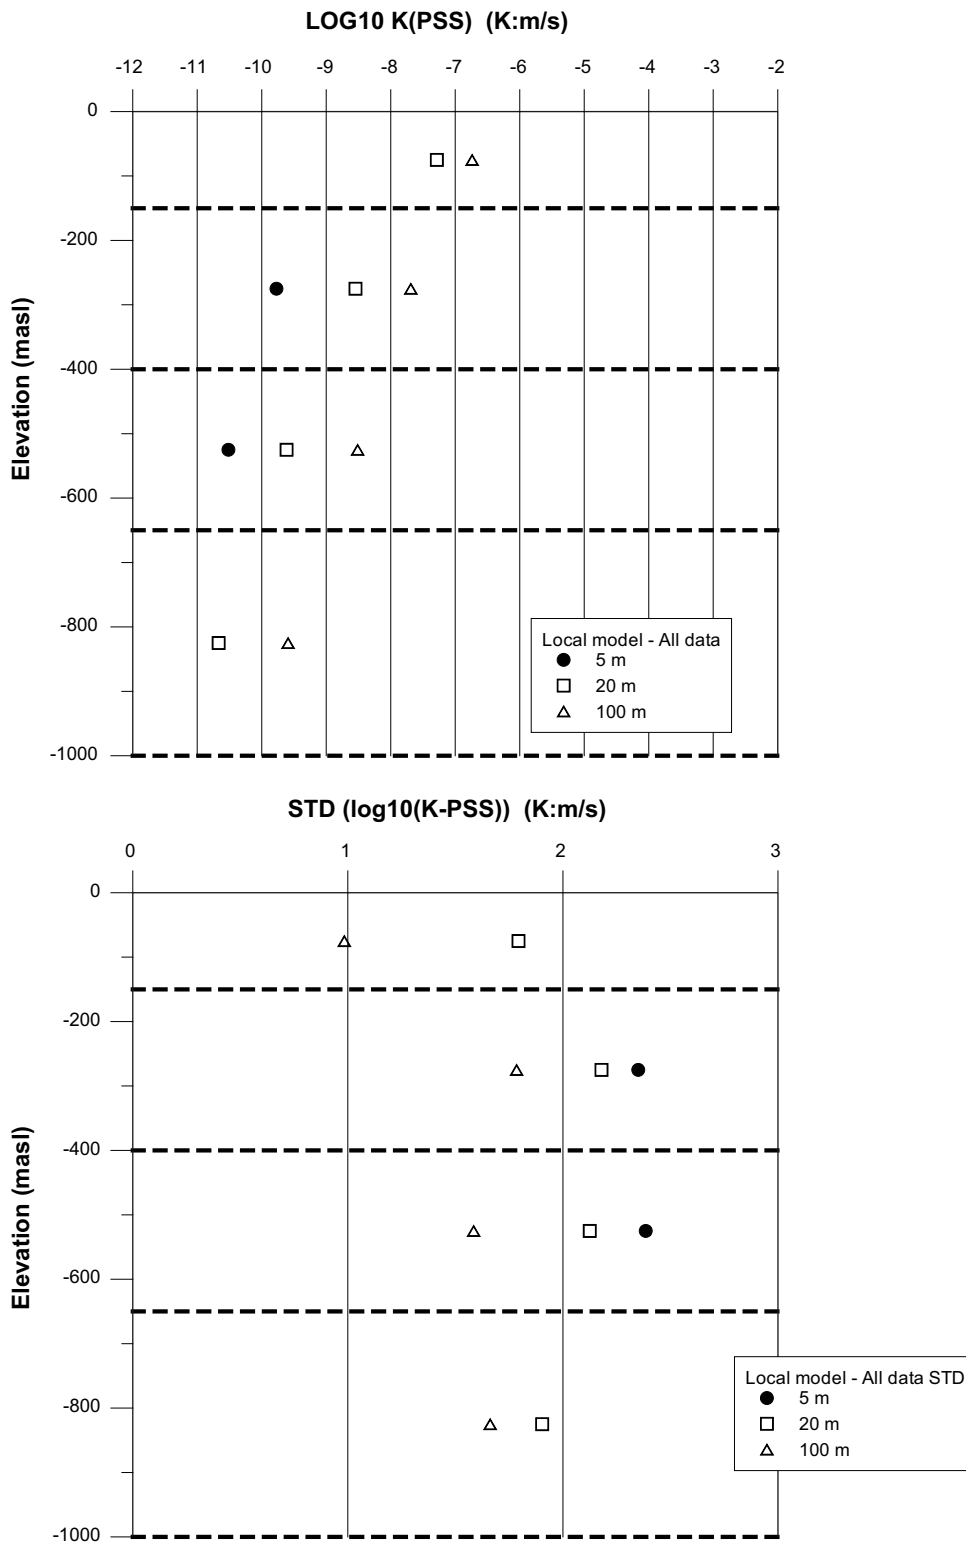 LOG10 K(PSS) (K:m/s)
-12 -11 -10 -9 -8 -7 -6 -5 -4 -3 -2
0
-200
-400
-600
-800
-1000
Elevation (masl)
Local model - All data
5 m
20 m
100 m
STD (log10(K-PSS)) (K:m/s)
0 1 2 3
0
-200
-400
-600
-800
-1000
Elevation (masl)
Local model - All data STD
5 m
20 m
100 m